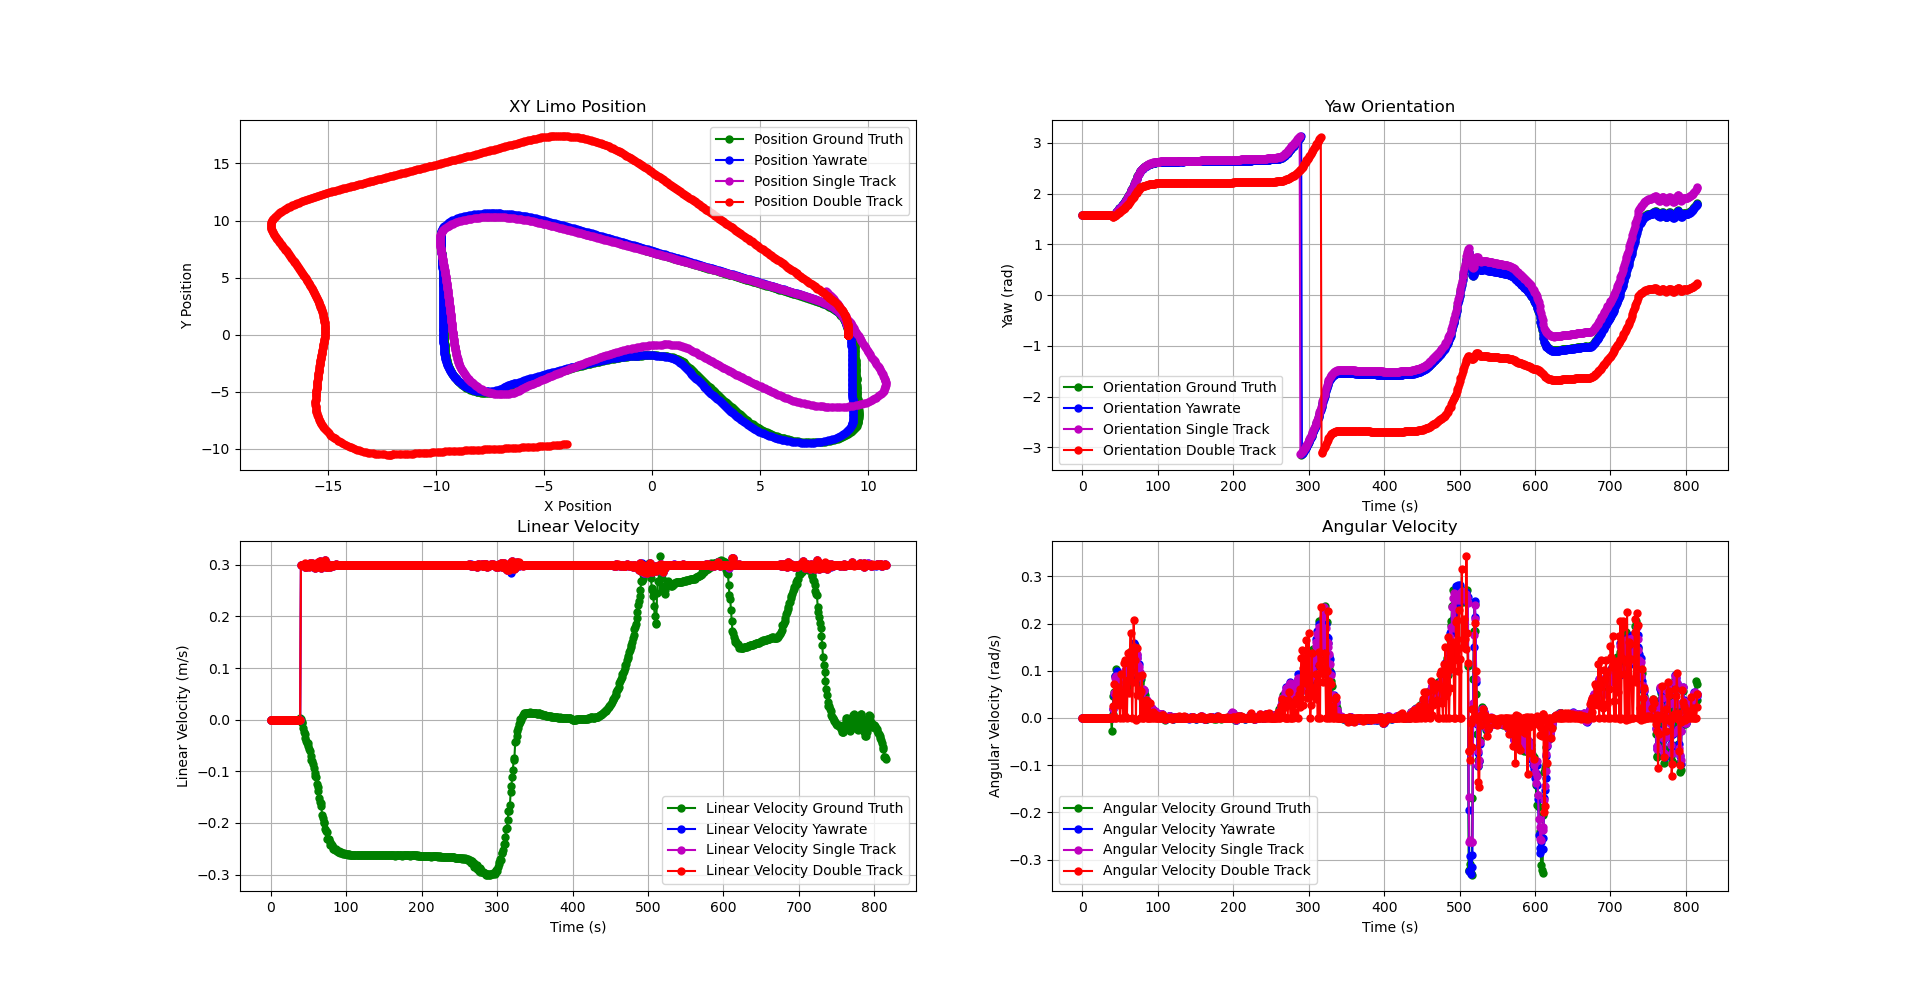 XY Limo Position
Y Position
15
10
5
0
−5
−10
Position Ground Truth
Position Yawrate
Position Single Track
Position Double Track
−15
−10
−5
0
5
10
X Position
Yaw Orientation
Yaw (rad)
3
2
1
0
−1
−2
−3
Orientation Ground Truth
Orientation Yawrate
Orientation Single Track
Orientation Double Track
0
100
200
300
400
500
600
700
800
Time (s)
Linear Velocity
Linear Velocity (m/s)
0.3
0.2
0.1
0.0
−0.1
−0.2
−0.3
Linear Velocity Ground Truth
Linear Velocity Yawrate
Linear Velocity Single Track
Linear Velocity Double Track
0
100
200
300
400
500
600
700
800
Time (s)
Angular Velocity
Angular Velocity (rad/s)
0.3
0.2
0.1
0.0
−0.1
−0.2
−0.3
Angular Velocity Ground Truth
Angular Velocity Yawrate
Angular Velocity Single Track
Angular Velocity Double Track
0
100
200
300
400
500
600
700
800
Time (s)